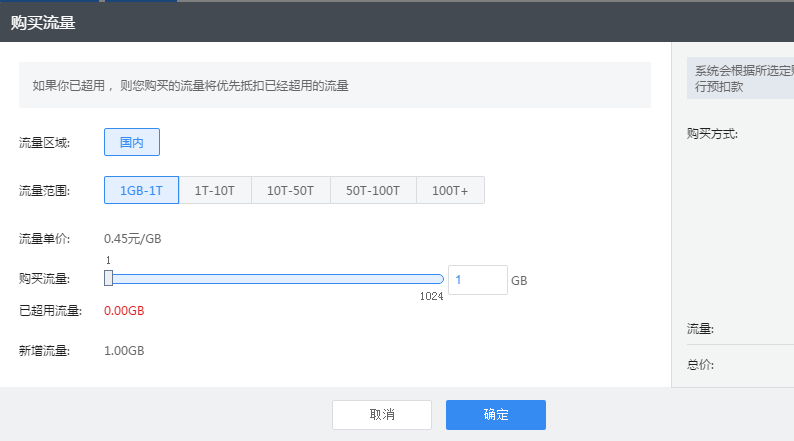 购买流量
如果你已超用， 则您购买的流量将优先抵扣已经超用的流量
流量区域: 国内
流量范围: 1GB-1T 1T-10T 10T-50T 50T-100T 100T+
流量单价: 0.45元/GB
1
购买流量: 1 GB
1024
已超用流量: 0.00GB
新增流量: 1.00GB
系统会根据所选定
行预扣款
购买方式:
流量:
总价:
取消 确定